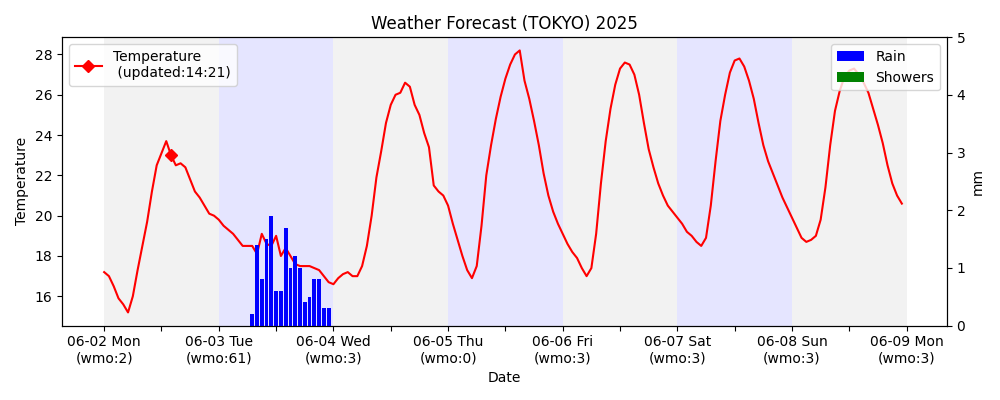 Weather Forecast (TOKYO) 2025
Temperature
(updated:14:21)
Rain
Showers
28
26
24
22
20
18
16
Temperature
5
4
3
2
1
0
mm
06-02 Mon
(wmo:2)
06-03 Tue
(wmo:61)
06-04 Wed
(wmo:3)
06-05 Thu
(wmo:0)
06-06 Fri
(wmo:3)
06-07 Sat
(wmo:3)
06-08 Sun
(wmo:3)
06-09 Mon
(wmo:3)
Date